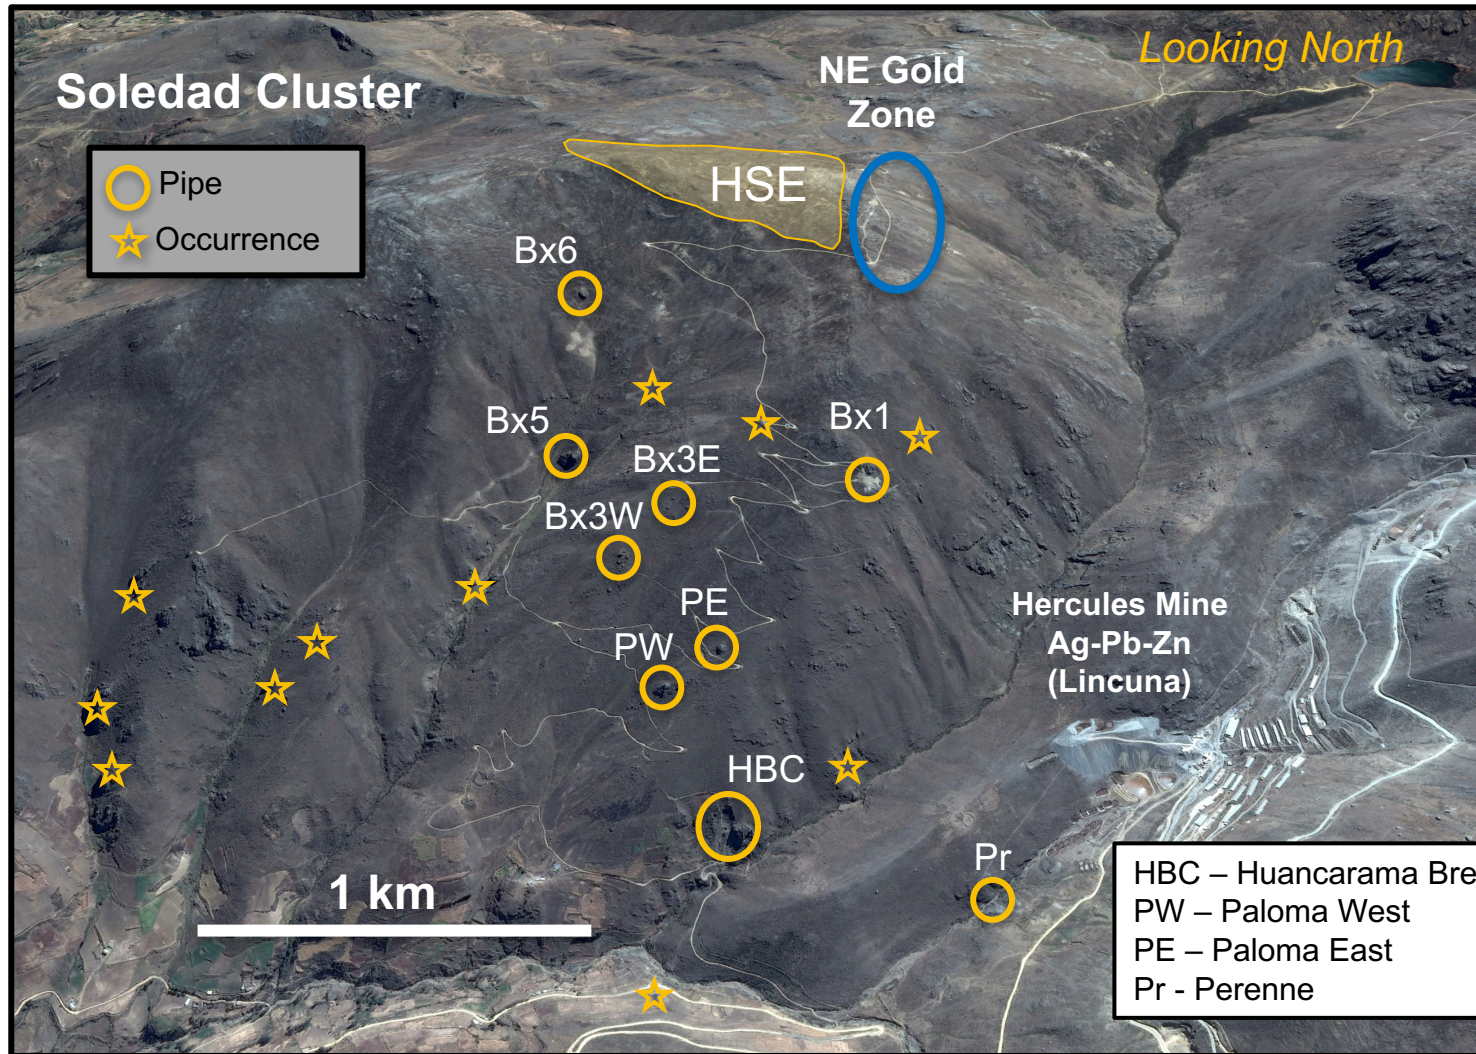 Looking North
Soledad Cluster
NE Gold
Zone
Pipe
Occurrence
HSE
Bx6
Bx5
Bx1
Bx3E
Bx3W
PE
PW
Hercules Mine
Ag-Pb-Zn
(Lincuna)
HBC
Pr
1 km
HBC – Huancarama Bre
PW – Paloma West
PE – Paloma East
Pr - Perenne